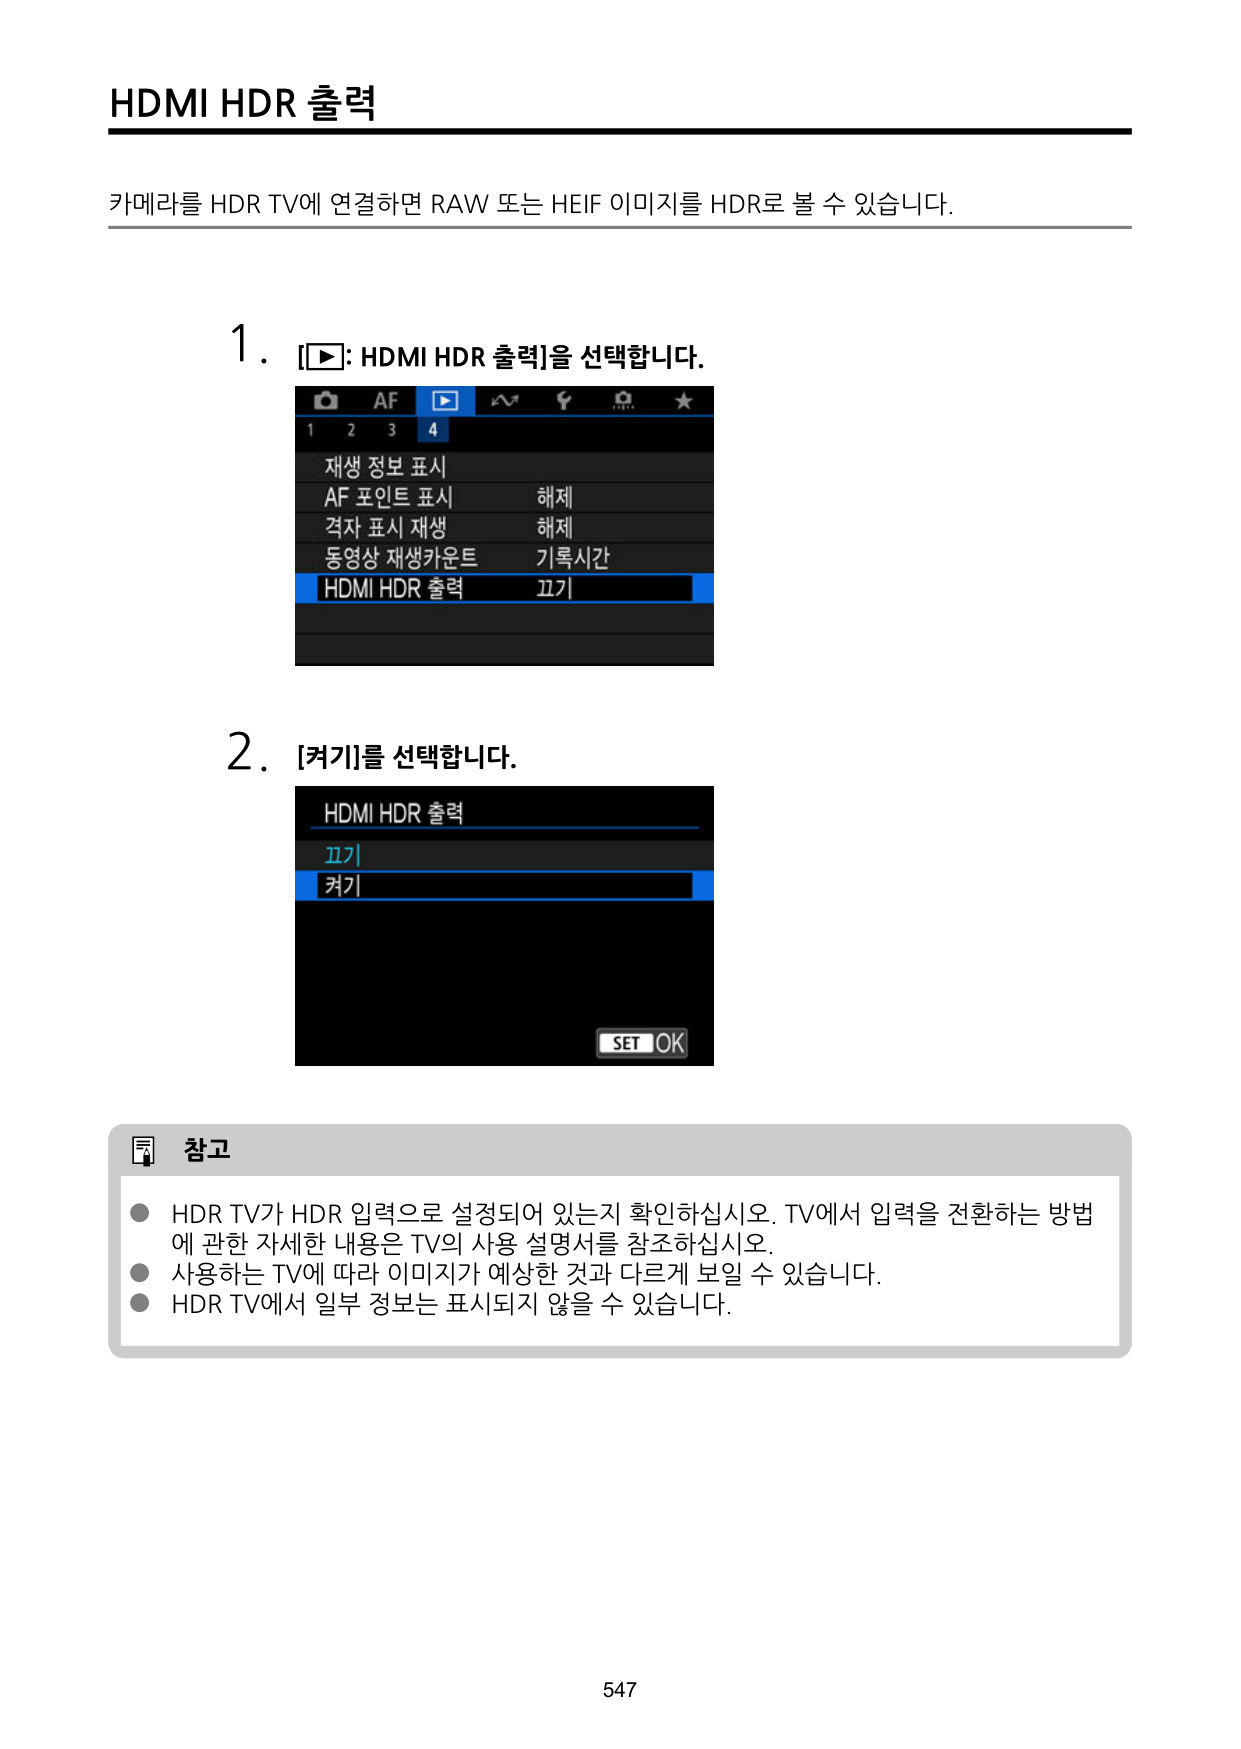 HDMI HDR 출력
카메라를 HDR TV에 연결하면 RAW 또는 HEIF 이미지를 HDR로 볼 수 있습니다.
1. [▶: HDMI HDR 출력]을 선택합니다.
AF
1 2 3 4
재생 정보 표시
AF 포인트 표시 해제
격자 표시 재생 해제
동영상 재생카운트 기록시간
HDMI HDR 출력 끄기
2. [켜기]를 선택합니다.
HDMI HDR 출력
끄기
켜기
SET OK
참고
● HDR TV가 HDR 입력으로 설정되어 있는지 확인하십시오. TV에서 입력을 전환하는 방법
에 관한 자세한 내용은 TV의 사용 설명서를 참조하십시오.
● 사용하는 TV에 따라 이미지가 예상한 것과 다르게 보일 수 있습니다.
● HDR TV에서 일부 정보는 표시되지 않을 수 있습니다.
547